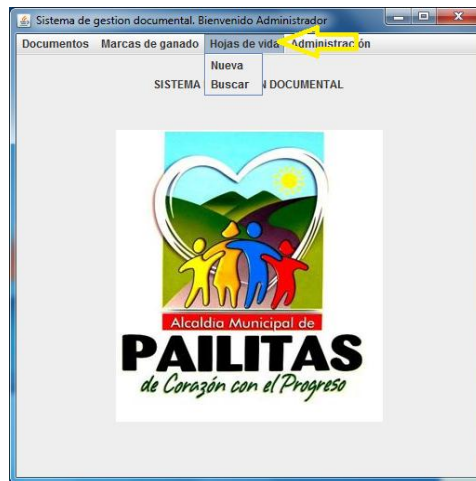 Sistema de gestion documental. Bienvenido Administrador
Documentos Marcas de ganado Hojas de vida Administración
Nueva
Buscar
SISTEMA N DOCUMENTAL
Alcaldía Municipal de
PAILITAS
de Corazón con el Progreso